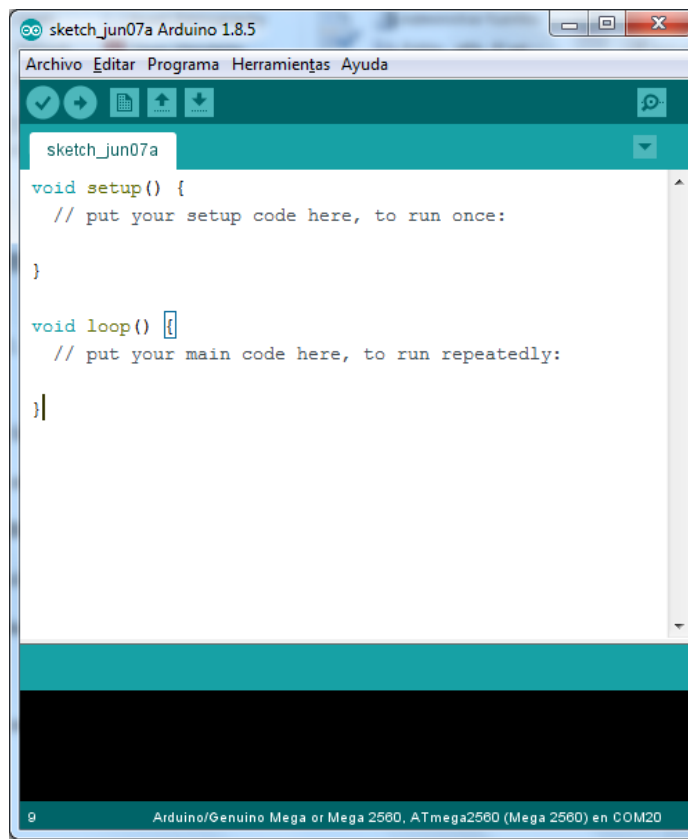 sketch_jun07a Arduino 1.8.5
Archivo Editar Programa Herramientas Ayuda
sketch_jun07a
void setup() {
// put your setup code here, to run once:
}
void loop() {
// put your main code here, to run repeatedly:
}
9 Arduino/Genuino Mega or Mega 2560, ATmega2560 (Mega 2560) en COM20